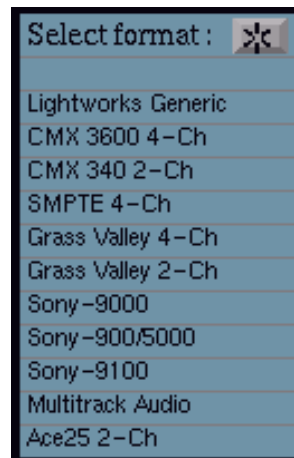 Select format :
Lightworks Generic
CMX 3600 4-Ch
CMX 340 2-Ch
SMPTE 4-Ch
Grass Valley 4-Ch
Grass Valley 2-Ch
Sony-9000
Sony-900/5000
Sony-9100
Multitrack Audio
Ace25 2-Ch